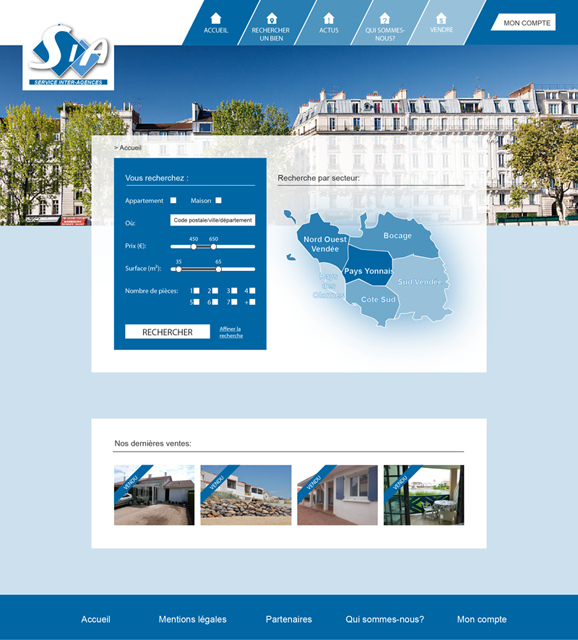 SIA
SERVICE INTER-AGENCES
ACCUEIL
RECHERCHER
UN BIEN
ACTUS
QUI SOMMES-
NOUS?
VENDRE
MON COMPTE
> Accueil
Vous recherchez :
Appartement
Maison
Où:
Code postale/ville/département
Prix (€):
450
650
Surface (m²):
35
65
Nombre de pièces:
1 2 3 4
5 6 7 +
RECHERCHER
Affiner la
recherche
Recherche par secteur:
Nord Ouest
Vendée
Bocage
Pays Yonnais
Sud Vendée
Cote Sud
Nos dernières ventes:
VENDU
VENDU
VENDU
VENDU
Accueil
Mentions légales
Partenaires
Qui sommes-nous?
Mon compte